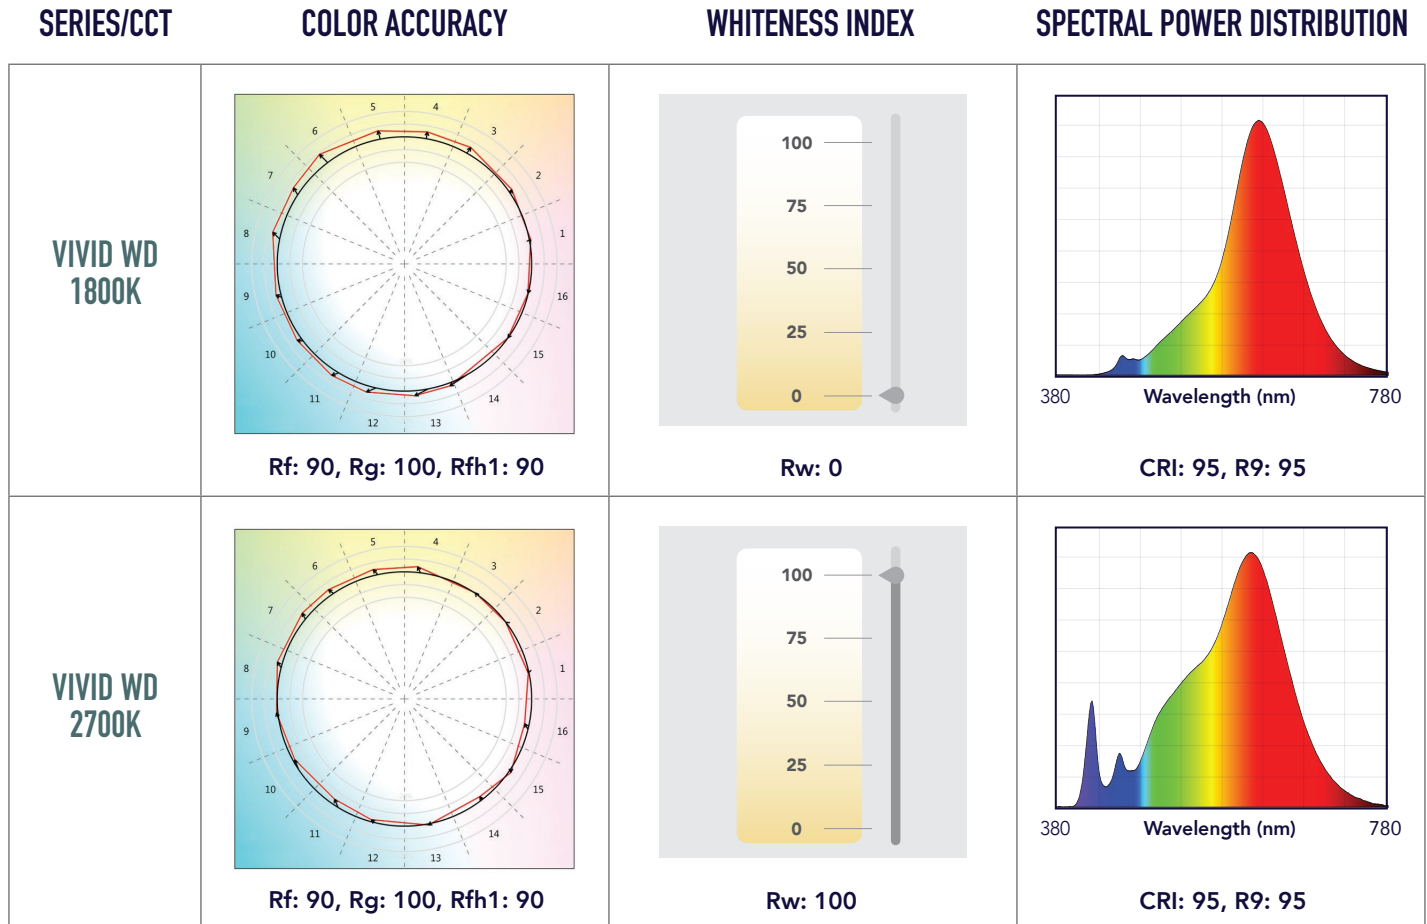 SERIES/CCT
COLOR ACCURACY
WHITENESS INDEX
SPECTRAL POWER DISTRIBUTION
VIVID WD
1800K
5
4
6
3
7
2
8
1
9
16
10
15
11
14
12
13
Rf: 90, Rg: 100, Rfh1: 90
100
75
50
25
0
Rw: 0
380
Wavelength (nm)
780
CRI: 95, R9: 95
VIVID WD
2700K
5
4
6
3
7
2
8
1
9
16
10
15
11
14
12
13
Rf: 90, Rg: 100, Rfh1: 90
100
75
50
25
0
Rw: 100
380
Wavelength (nm)
780
CRI: 95, R9: 95